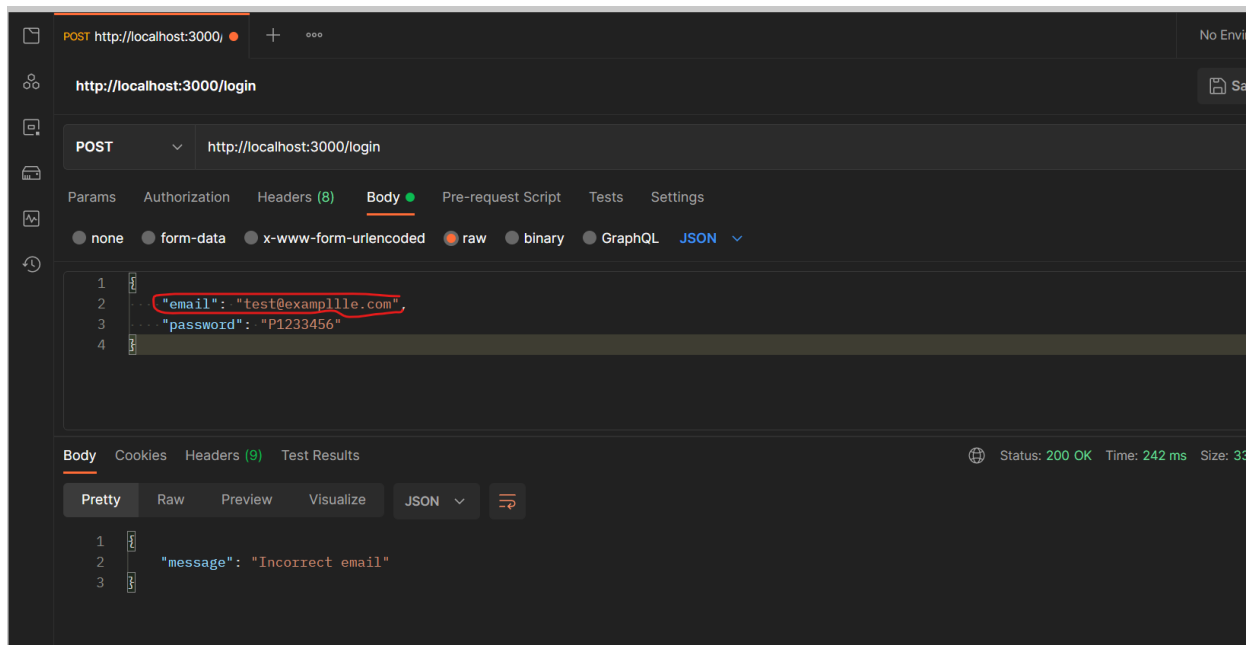 POST http://localhost:3000/ No Envi
http://localhost:3000/login Sa
POST http://localhost:3000/login
Params Authorization Headers (8) Body Pre-request Script Tests Settings
none form-data x-www-form-urlencoded raw binary GraphQL JSON
1 {
2 "email": "test@exampllle.com",
3 "password": "P1233456"
4 }
Body Cookies Headers (9) Test Results Status: 200 OK Time: 242 ms Size: 33
Pretty Raw Preview Visualize JSON
1 {
2 "message": "Incorrect email"
3 }